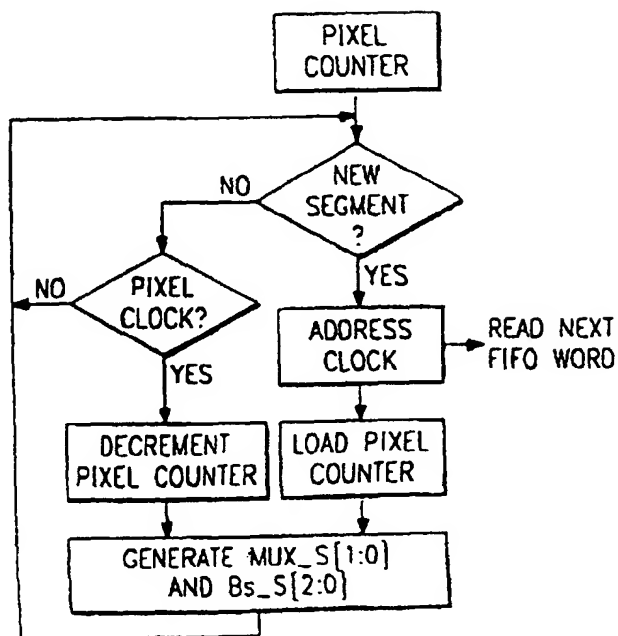 PIXEL
COUNTER
NEW
SEGMENT
?
NO
YES
PIXEL
CLOCK?
NO
YES
ADDRESS
CLOCK
READ NEXT
FIFO WORD
DECREMENT
PIXEL COUNTER
LOAD PIXEL
COUNTER
GENERATE MUX_S[1:0]
AND Bs_S[2:0]